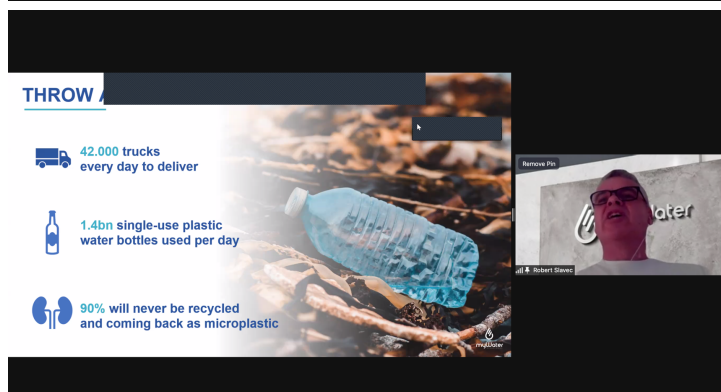 THROW
42.000 trucks
every day to deliver
1.4bn single-use plastic
water bottles used per day
90% will never be recycled
and coming back as microplastic
myWater
Remove Pin
ater
Robert Slavec